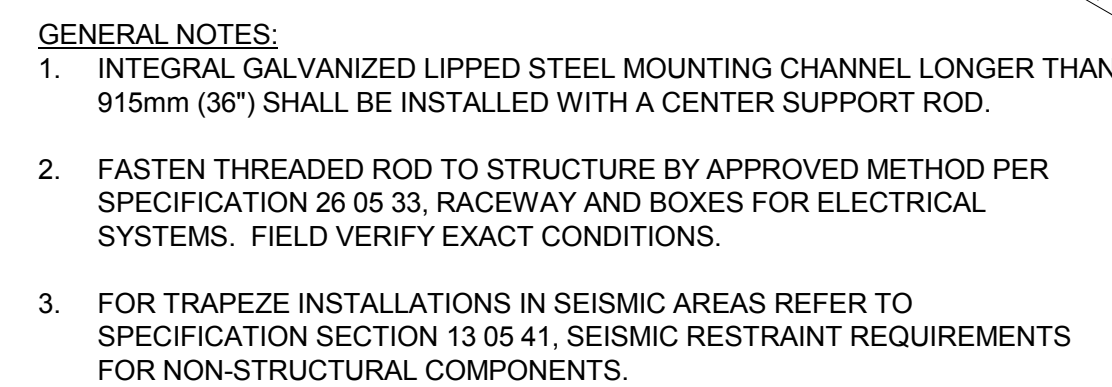 GENERAL NOTES:
1. INTEGRAL GALVANIZED LIPPED STEEL MOUNTING CHANNEL LONGER THAN
915mm (36") SHALL BE INSTALLED WITH A CENTER SUPPORT ROD.
2. FASTEN THREADED ROD TO STRUCTURE BY APPROVED METHOD PER
SPECIFICATION 26 05 33, RACEWAY AND BOXES FOR ELECTRICAL
SYSTEMS. FIELD VERIFY EXACT CONDITIONS.
3. FOR TRAPEZE INSTALLATIONS IN SEISMIC AREAS REFER TO
SPECIFICATION SECTION 13 05 41, SEISMIC RESTRAINT REQUIREMENTS
FOR NON-STRUCTURAL COMPONENTS.